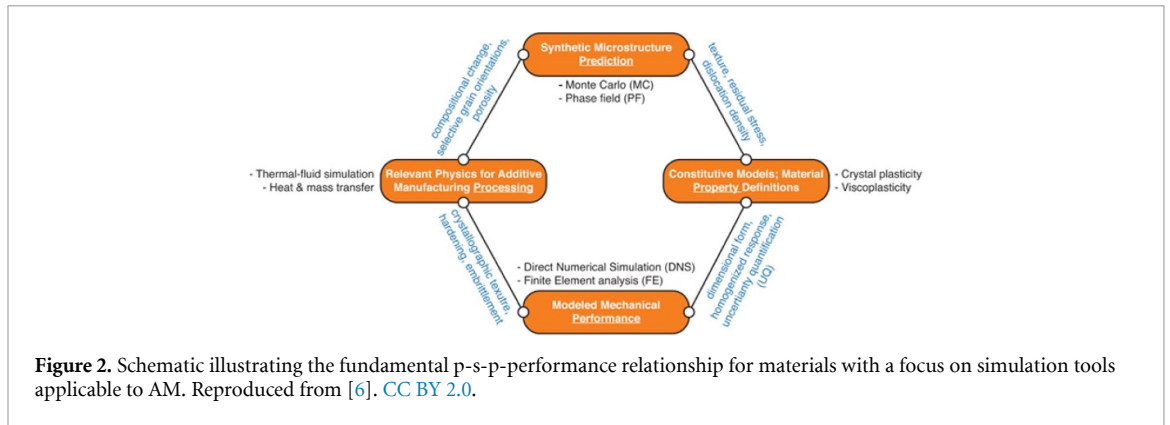 Synthetic Microstructure
Prediction
- Monte Carlo (MC)
- Phase field (PF)
compositional change,
selective grain orientations,
porosity
texture, residual stress,
dislocation density
- Thermal-fluid simulation
- Heat & mass transfer
Relevant Physics for Additive
Manufacturing Processing
Constitutive Models; Material
Property Definitions
- Crystal plasticity
- Viscoplasticity
crystallographic texutre,
hardening, embrittlement
- Direct Numerical Simulation (DNS)
- Finite Element analysis (FE)
dimensional form,
homogenized response,
uncertianty quantification
(UQ)
Modeled Mechanical
Performance
Figure 2. Schematic illustrating the fundamental p-s-p-performance relationship for materials with a focus on simulation tools
applicable to AM. Reproduced from [6]. CC BY 2.0.